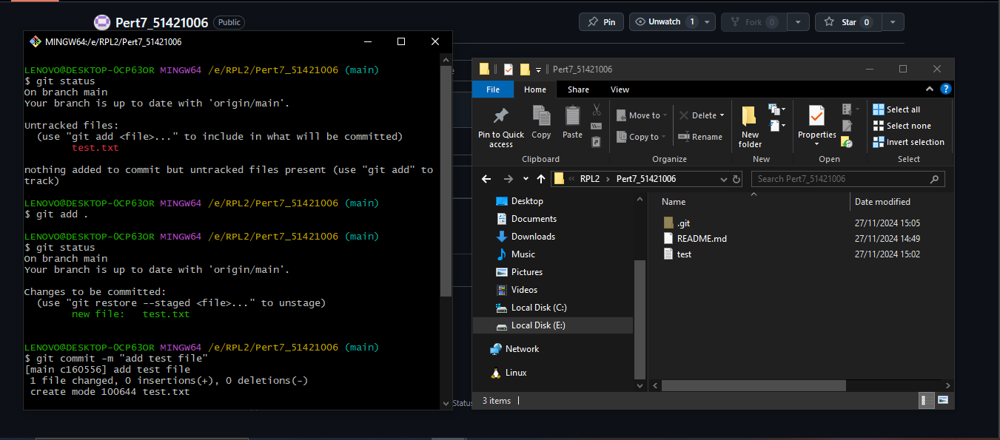 Pert7_51421006 Public
Pin Unwatch 1 Fork 0 Star 0
MINGW64:/e/RPL2/Pert7_51421006
LENOVO@DESKTOP-0CP63OR MINGW64 /e/RPL2/Pert7_51421006 (main)
$ git status
On branch main
Your branch is up to date with 'origin/main'.
Untracked files:
(use "git add <file>..." to include in what will be committed)
test.txt
nothing added to commit but untracked files present (use "git add" to
track)
LENOVO@DESKTOP-0CP63OR MINGW64 /e/RPL2/Pert7_51421006 (main)
$ git add .
LENOVO@DESKTOP-0CP63OR MINGW64 /e/RPL2/Pert7_51421006 (main)
$ git status
On branch main
Your branch is up to date with 'origin/main'.
Changes to be committed:
(use "git restore --staged <file>..." to unstage)
new file:   test.txt
LENOVO@DESKTOP-0CP63OR MINGW64 /e/RPL2/Pert7_51421006 (main)
$ git commit -m "add test file"
[main c160556] add test file
1 file changed, 0 insertions(+), 0 deletions(-)
create mode 100644 test.txt
Status
Pert7_51421006
File Home Share View
Pin to Quick access
Copy
Paste
Clipboard
Move to
Copy to
Delete
Rename
Organize
New folder
New
Properties
Open
Select all
Select none
Invert selection
Select
RPL2 Pert7_51421006
Search Pert7_51421006
Desktop
Documents
Downloads
Music
Pictures
Videos
Local Disk (C:)
Local Disk (E:)
Network
Linux
Name Date modified
.git 27/11/2024 15:05
README.md 27/11/2024 14:49
test 27/11/2024 15:02
3 items